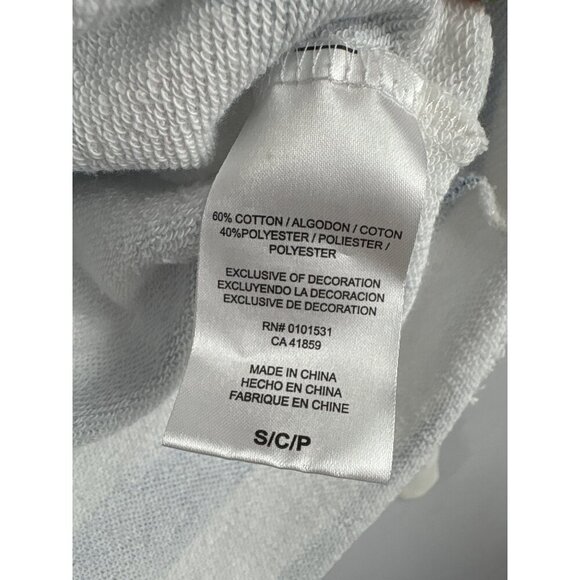 60% COTTON / ALGODON / COTON
40%POLYESTER / POLIESTER /
POLYESTER
EXCLUSIVE OF DECORATION
EXCLUYENDO LA DECORACION
EXCLUSIVE DE DECORATION
RN# 0101531
CA 41859
MADE IN CHINA
HECHO EN CHINA
FABRIQUE EN CHINE
S/C/P